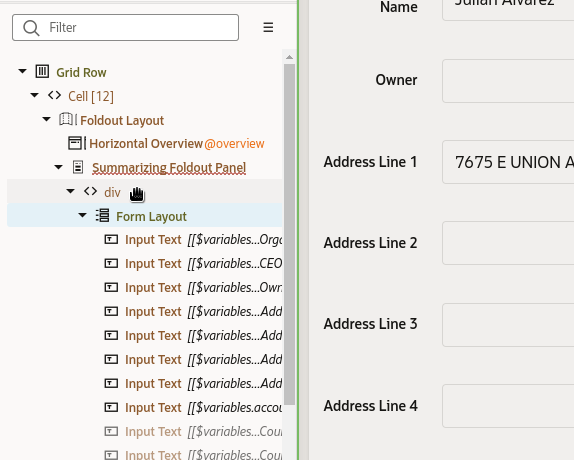 Filter
Grid Row
Cell [12]
Foldout Layout
Horizontal Overview @overview
Summarizing Foldout Panel
div
Form Layout
Input Text [[$variables...Orga
Input Text [[$variables...CEO
Input Text [[$variables...Own
Input Text [[$variables...Add
Input Text [[$variables...Add
Input Text [[$variables...Add
Input Text [[$variables...Add
Input Text [[$variables.accou
Input Text [[$variables...Cour
Input Text [[$variables...Cour
Name
Julian Alvarez
Owner
Address Line 1
7675 E UNION A
Address Line 2
Address Line 3
Address Line 4